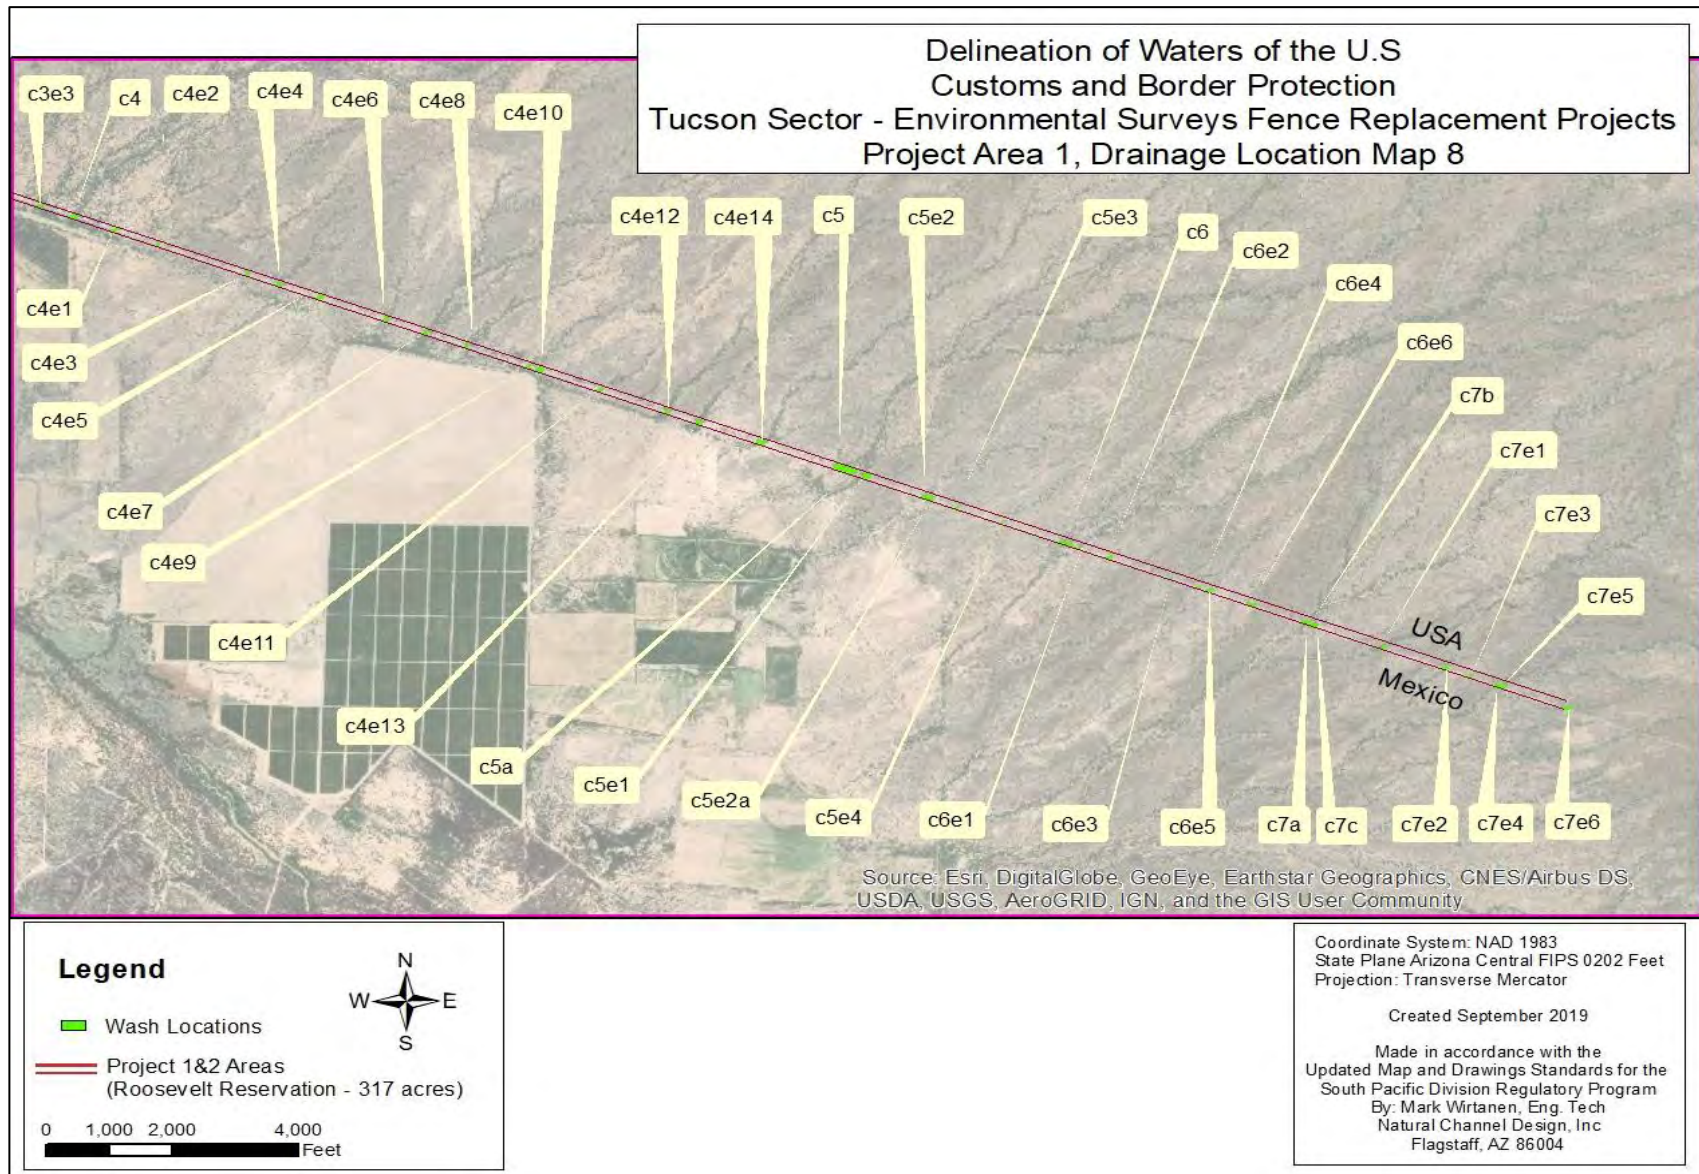 Delineation of Waters of the U.S
Customs and Border Protection
Tucson Sector - Environmental Surveys Fence Replacement Projects
Project Area 1, Drainage Location Map 8
c3e3
c4
c4e2
c4e4
c4e6
c4e8
c4e10
c4e12
c4e14
c5
c5e2
c5e3
c6
c6e2
c6e4
c6e6
c7b
c7e1
c7e3
c7e5
c4e1
c4e3
c4e5
c4e7
c4e9
c4e11
c4e13
c5a
c5e1
c5e2a
c5e4
c6e1
c6e3
c6e5
c7a
c7c
c7e2
c7e4
c7e6
USA
Mexico
Source: Esri, DigitalGlobe, GeoEye, Earthstar Geographics, CNES/Airbus DS,
USDA, USGS, AeroGRID, IGN, and the GIS User Community
Legend
N
W
E
S
Wash Locations
Project 1&2 Areas
(Roosevelt Reservation - 317 acres)
0 1,000 2,000 4,000
Feet
Coordinate System: NAD 1983
State Plane Arizona Central FIPS 0202 Feet
Projection: Transverse Mercator
Created September 2019
Made in accordance with the
Updated Map and Drawings Standards for the
South Pacific Division Regulatory Program
By: Mark Wirtanen, Eng. Tech
Natural Channel Design, Inc
Flagstaff, AZ 86004